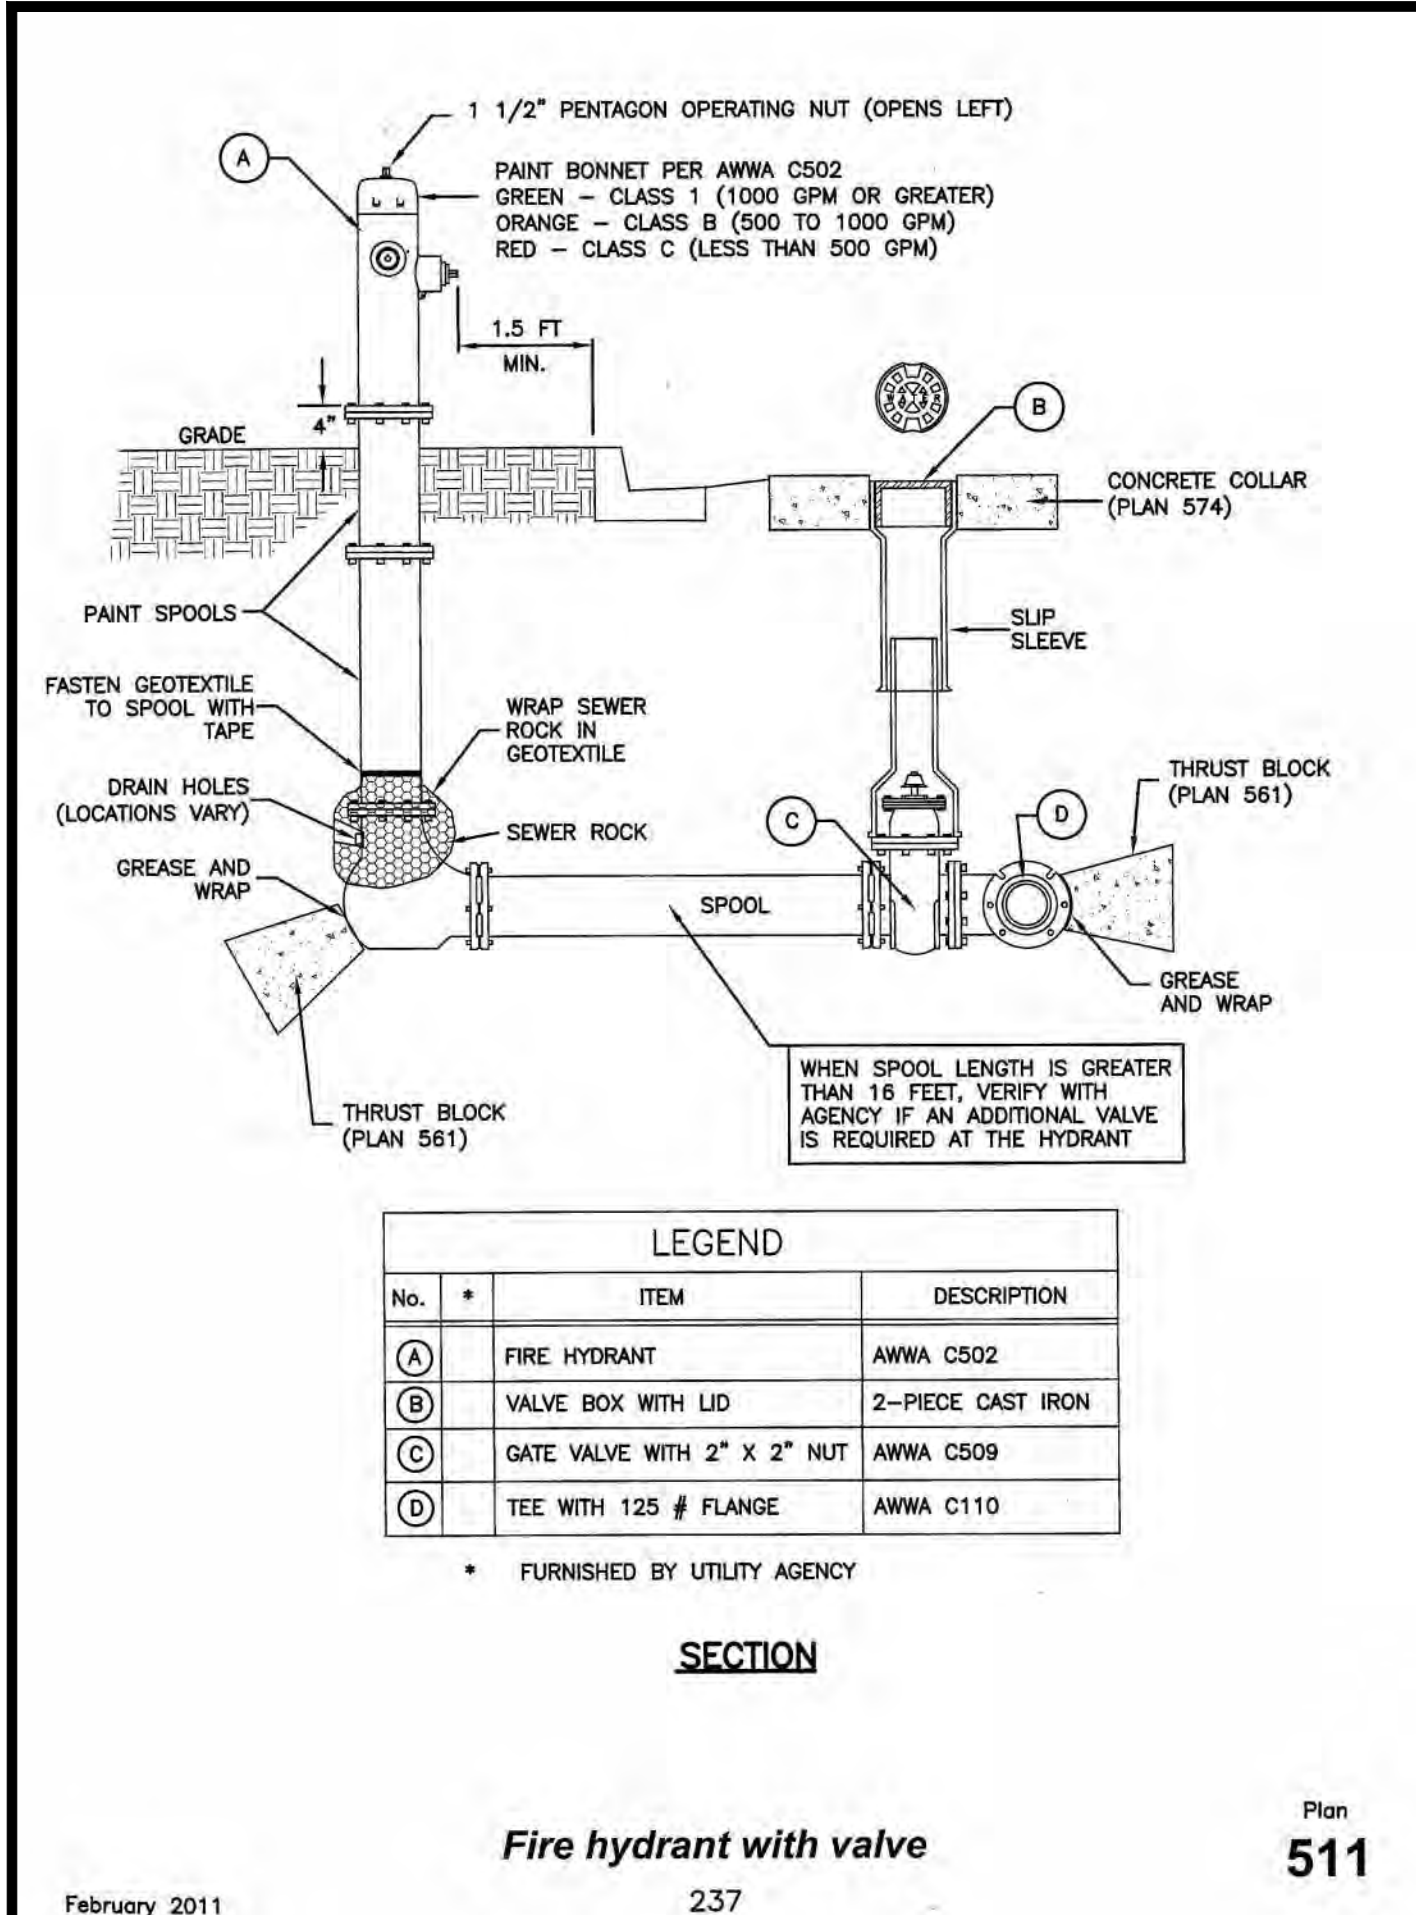 1 1/2" PENTAGON OPERATING NUT (OPENS LEFT)
A
PAINT BONNET PER AWWA C502
GREEN – CLASS 1 (1000 GPM OR GREATER)
ORANGE – CLASS B (500 TO 1000 GPM)
RED – CLASS C (LESS THAN 500 GPM)
1.5 FT
MIN.
4"
GRADE
WATER
B
CONCRETE COLLAR
(PLAN 574)
PAINT SPOOLS
SLIP
SLEEVE
FASTEN GEOTEXTILE
TO SPOOL WITH
TAPE
WRAP SEWER
ROCK IN
GEOTEXTILE
DRAIN HOLES
(LOCATIONS VARY)
SEWER ROCK
C
D
THRUST BLOCK
(PLAN 561)
GREASE AND
WRAP
SPOOL
GREASE
AND WRAP
WHEN SPOOL LENGTH IS GREATER
THAN 16 FEET, VERIFY WITH
AGENCY IF AN ADDITIONAL VALVE
IS REQUIRED AT THE HYDRANT
THRUST BLOCK
(PLAN 561)
LEGEND
No. * ITEM DESCRIPTION
A FIRE HYDRANT AWWA C502
B VALVE BOX WITH LID 2–PIECE CAST IRON
C GATE VALVE WITH 2" X 2" NUT AWWA C509
D TEE WITH 125 # FLANGE AWWA C110
* FURNISHED BY UTILITY AGENCY
SECTION
Fire hydrant with valve
Plan
511
February 2011
237